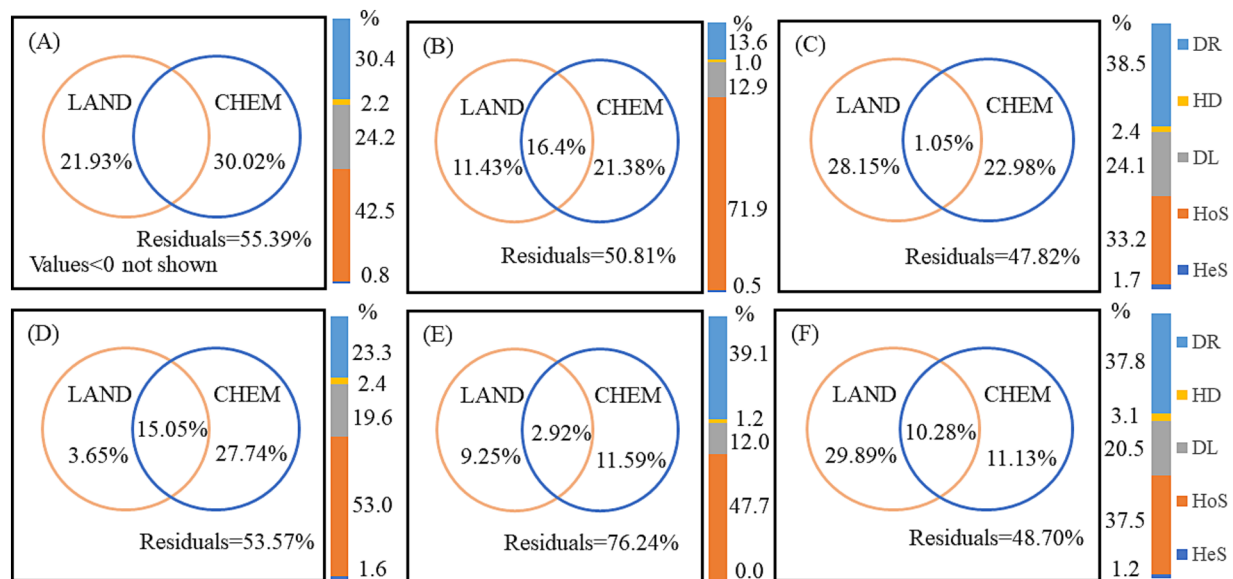 (A)
LAND
CHEM
21.93%
30.02%
Residuals=55.39%
Values<0 not shown
%
30.4
2.2
24.2
42.5
0.8
(B)
LAND
CHEM
16.4%
11.43%
21.38%
Residuals=50.81%
%
13.6
1.0
12.9
71.9
0.5
(C)
LAND
CHEM
1.05%
28.15%
22.98%
Residuals=47.82%
%
38.5
2.4
24.1
33.2
1.7
DR
HD
DL
HoS
HeS
(D)
LAND
CHEM
15.05%
3.65%
27.74%
Residuals=53.57%
%
23.3
2.4
19.6
53.0
1.6
(E)
LAND
CHEM
2.92%
9.25%
11.59%
Residuals=76.24%
%
39.1
1.2
12.0
47.7
0.0
(F)
LAND
CHEM
10.28%
29.89%
11.13%
Residuals=48.70%
%
37.8
3.1
20.5
37.5
1.2
DR
HD
DL
HoS
HeS